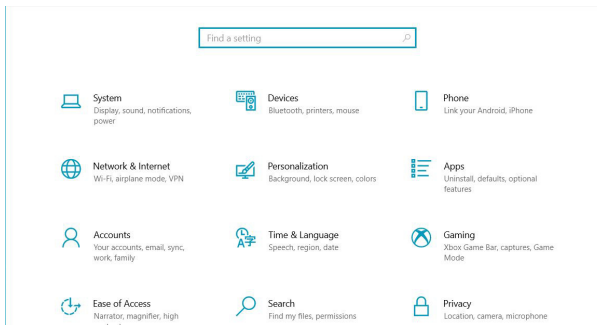 Find a setting
System
Display, sound, notifications,
power
Devices
Bluetooth, printers, mouse
Phone
Link your Android, iPhone
Network & Internet
Wi-Fi, airplane mode, VPN
Personalization
Background, lock screen, colors
Apps
Uninstall, defaults, optional
features
Accounts
Your accounts, email, sync,
work, family
Time & Language
Speech, region, date
Gaming
Xbox Game Bar, captures, Game
Mode
Ease of Access
Narrator, magnifier, high
Search
Find my files, permissions
Privacy
Location, camera, microphone